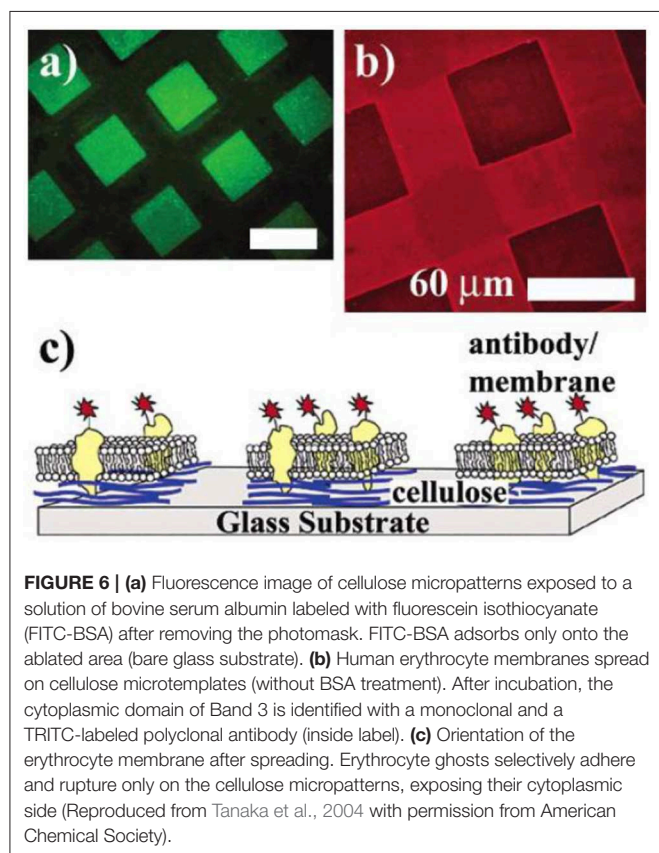 a)
b)
60 μm
c)
antibody/
membrane
cellulose
Glass Substrate
FIGURE 6 | (a) Fluorescence image of cellulose micropatterns exposed to a
solution of bovine serum albumin labeled with fluorescein isothiocyanate
(FITC-BSA) after removing the photomask. FITC-BSA adsorbs only onto the
ablated area (bare glass substrate). (b) Human erythrocyte membranes spread
on cellulose microtemplates (without BSA treatment). After incubation, the
cytoplasmic domain of Band 3 is identified with a monoclonal and a
TRITC-labeled polyclonal antibody (inside label). (c) Orientation of the
erythrocyte membrane after spreading. Erythrocyte ghosts selectively adhere
and rupture only on the cellulose micropatterns, exposing their cytoplasmic
side (Reproduced from Tanaka et al., 2004 with permission from American
Chemical Society).